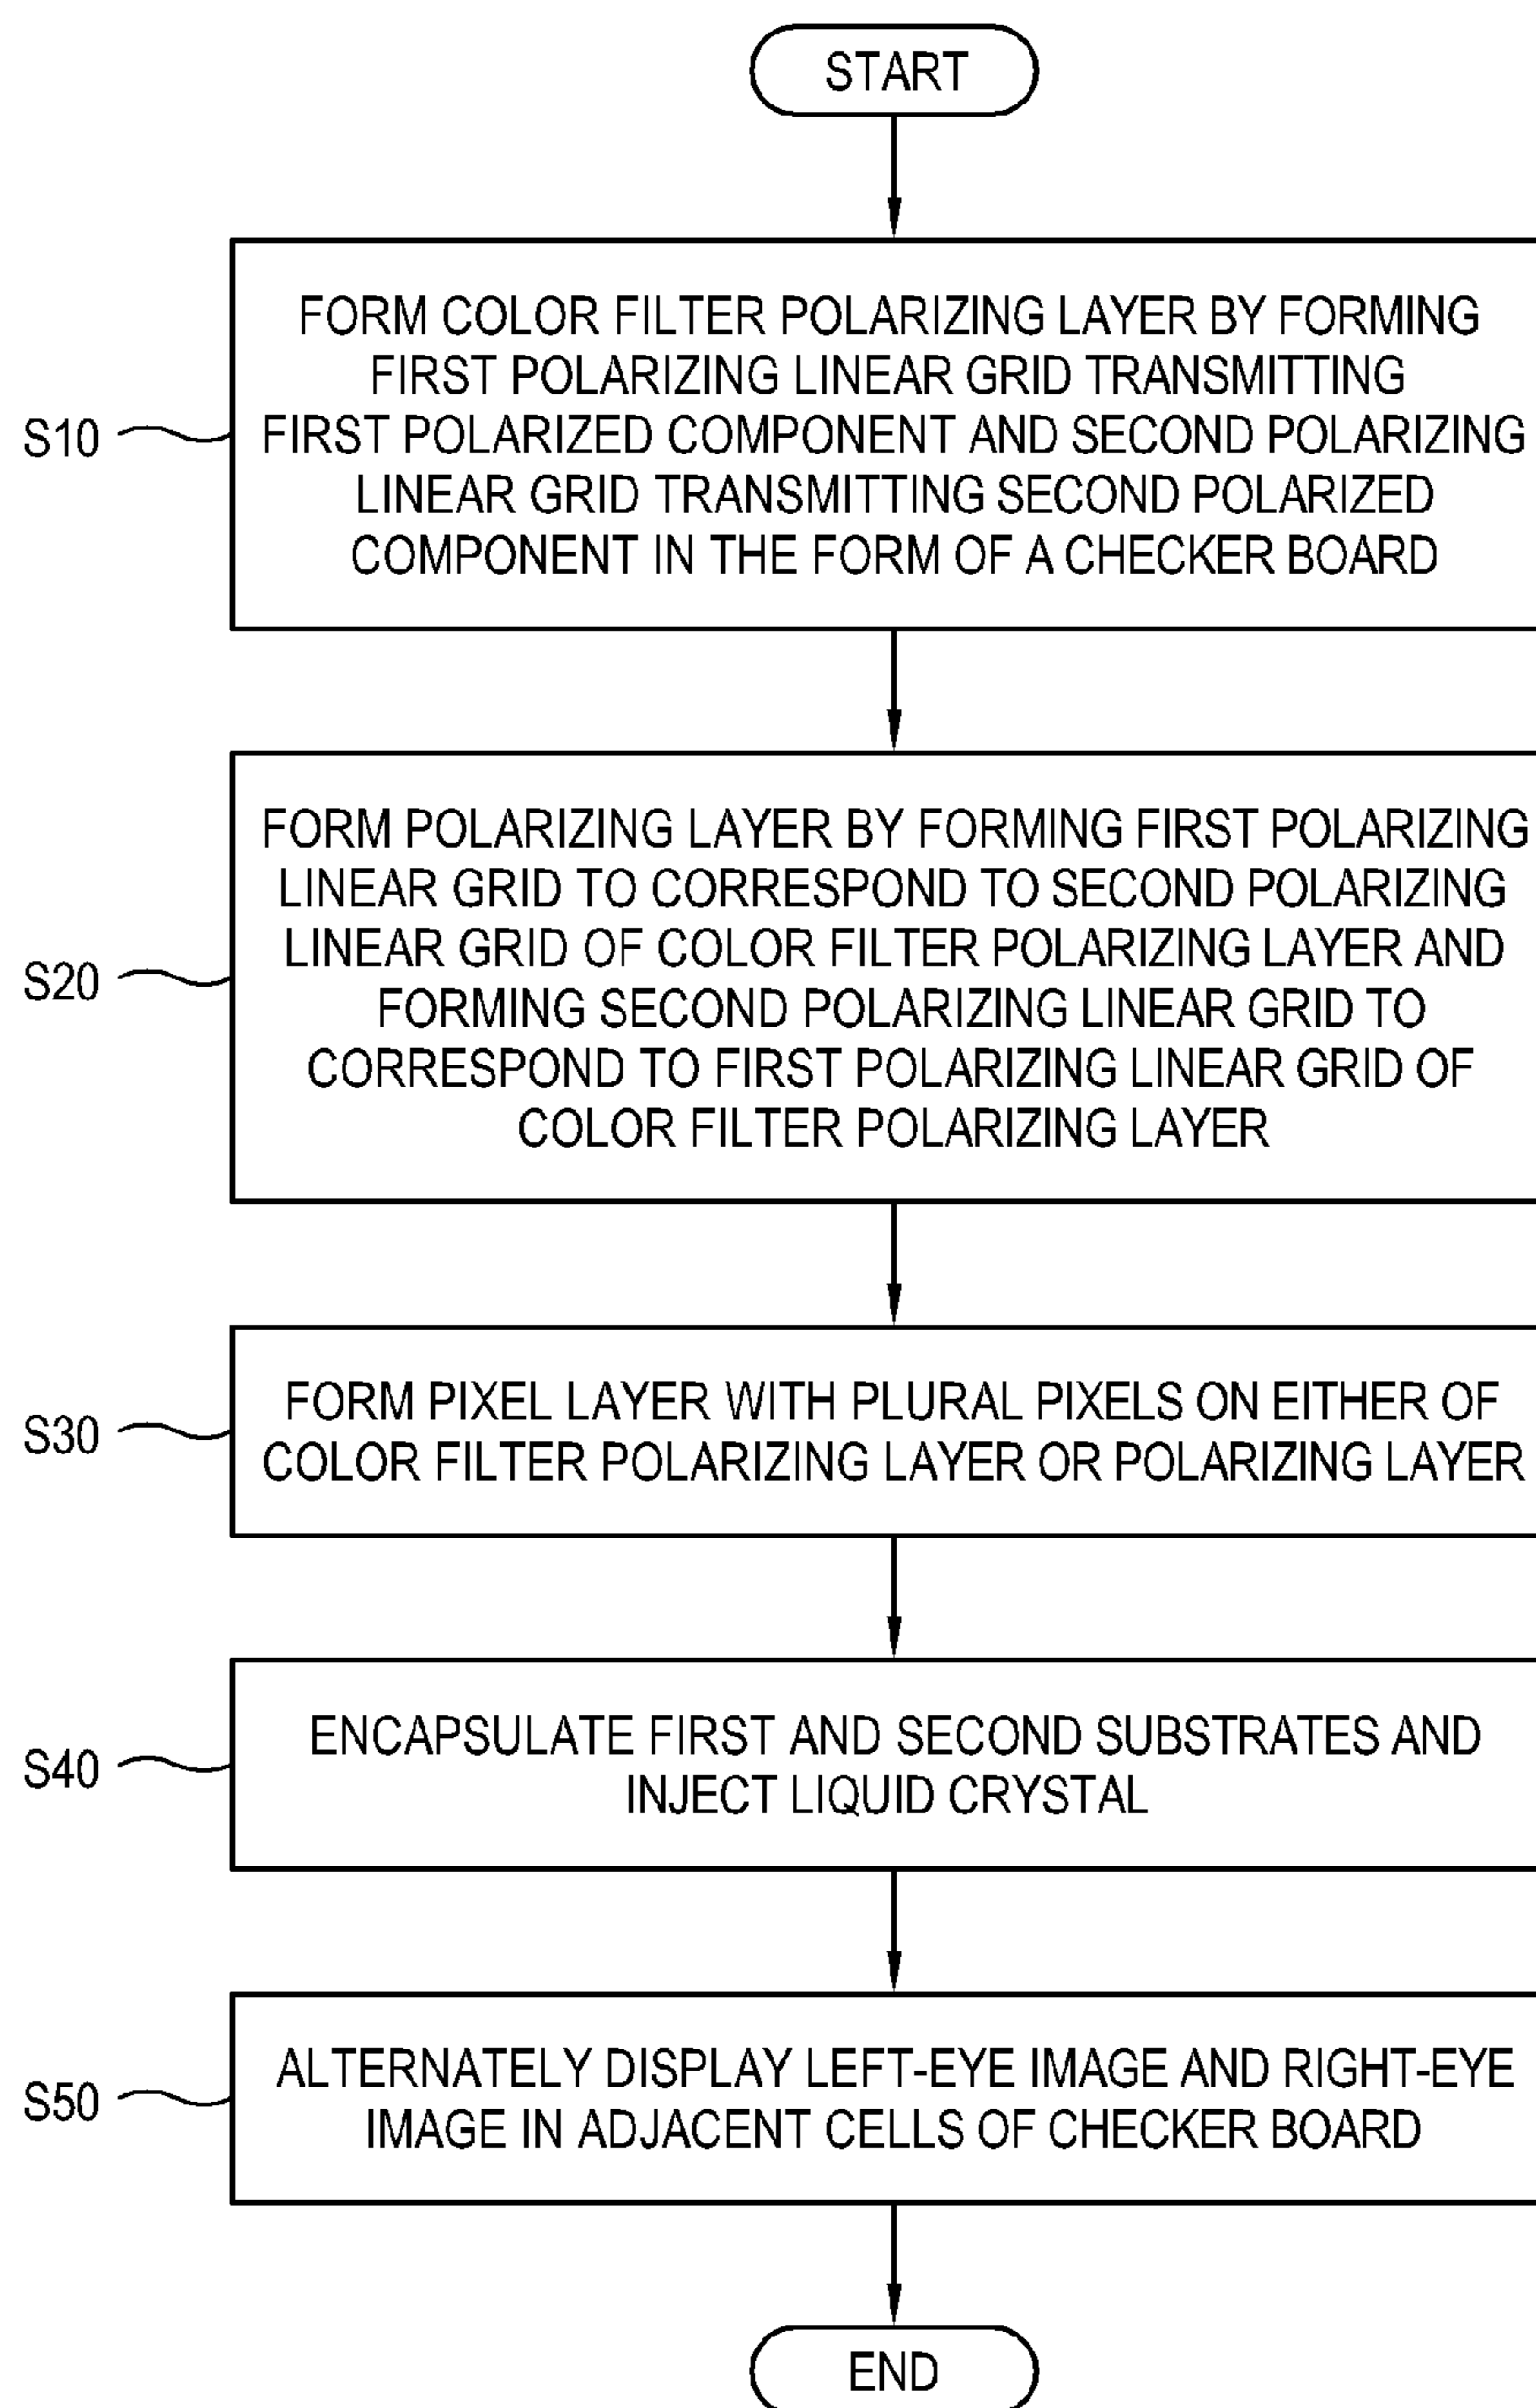 START
FORM COLOR FILTER POLARIZING LAYER BY FORMING
FIRST POLARIZING LINEAR GRID TRANSMITTING
FIRST POLARIZED COMPONENT AND SECOND POLARIZING
LINEAR GRID TRANSMITTING SECOND POLARIZED
COMPONENT IN THE FORM OF A CHECKER BOARD
S10
FORM POLARIZING LAYER BY FORMING FIRST POLARIZING
LINEAR GRID TO CORRESPOND TO SECOND POLARIZING
LINEAR GRID OF COLOR FILTER POLARIZING LAYER AND
FORMING SECOND POLARIZING LINEAR GRID TO
CORRESPOND TO FIRST POLARIZING LINEAR GRID OF
COLOR FILTER POLARIZING LAYER
S20
FORM PIXEL LAYER WITH PLURAL PIXELS ON EITHER OF
COLOR FILTER POLARIZING LAYER OR POLARIZING LAYER
S30
ENCAPSULATE FIRST AND SECOND SUBSTRATES AND
INJECT LIQUID CRYSTAL
S40
ALTERNATELY DISPLAY LEFT-EYE IMAGE AND RIGHT-EYE
IMAGE IN ADJACENT CELLS OF CHECKER BOARD
S50
END